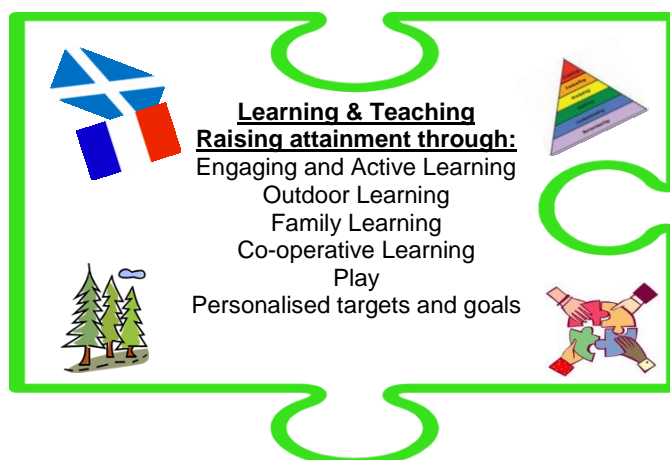 Learning & Teaching
Raising attainment through:
Engaging and Active Learning
Outdoor Learning
Family Learning
Co-operative Learning
Play
Personalised targets and goals